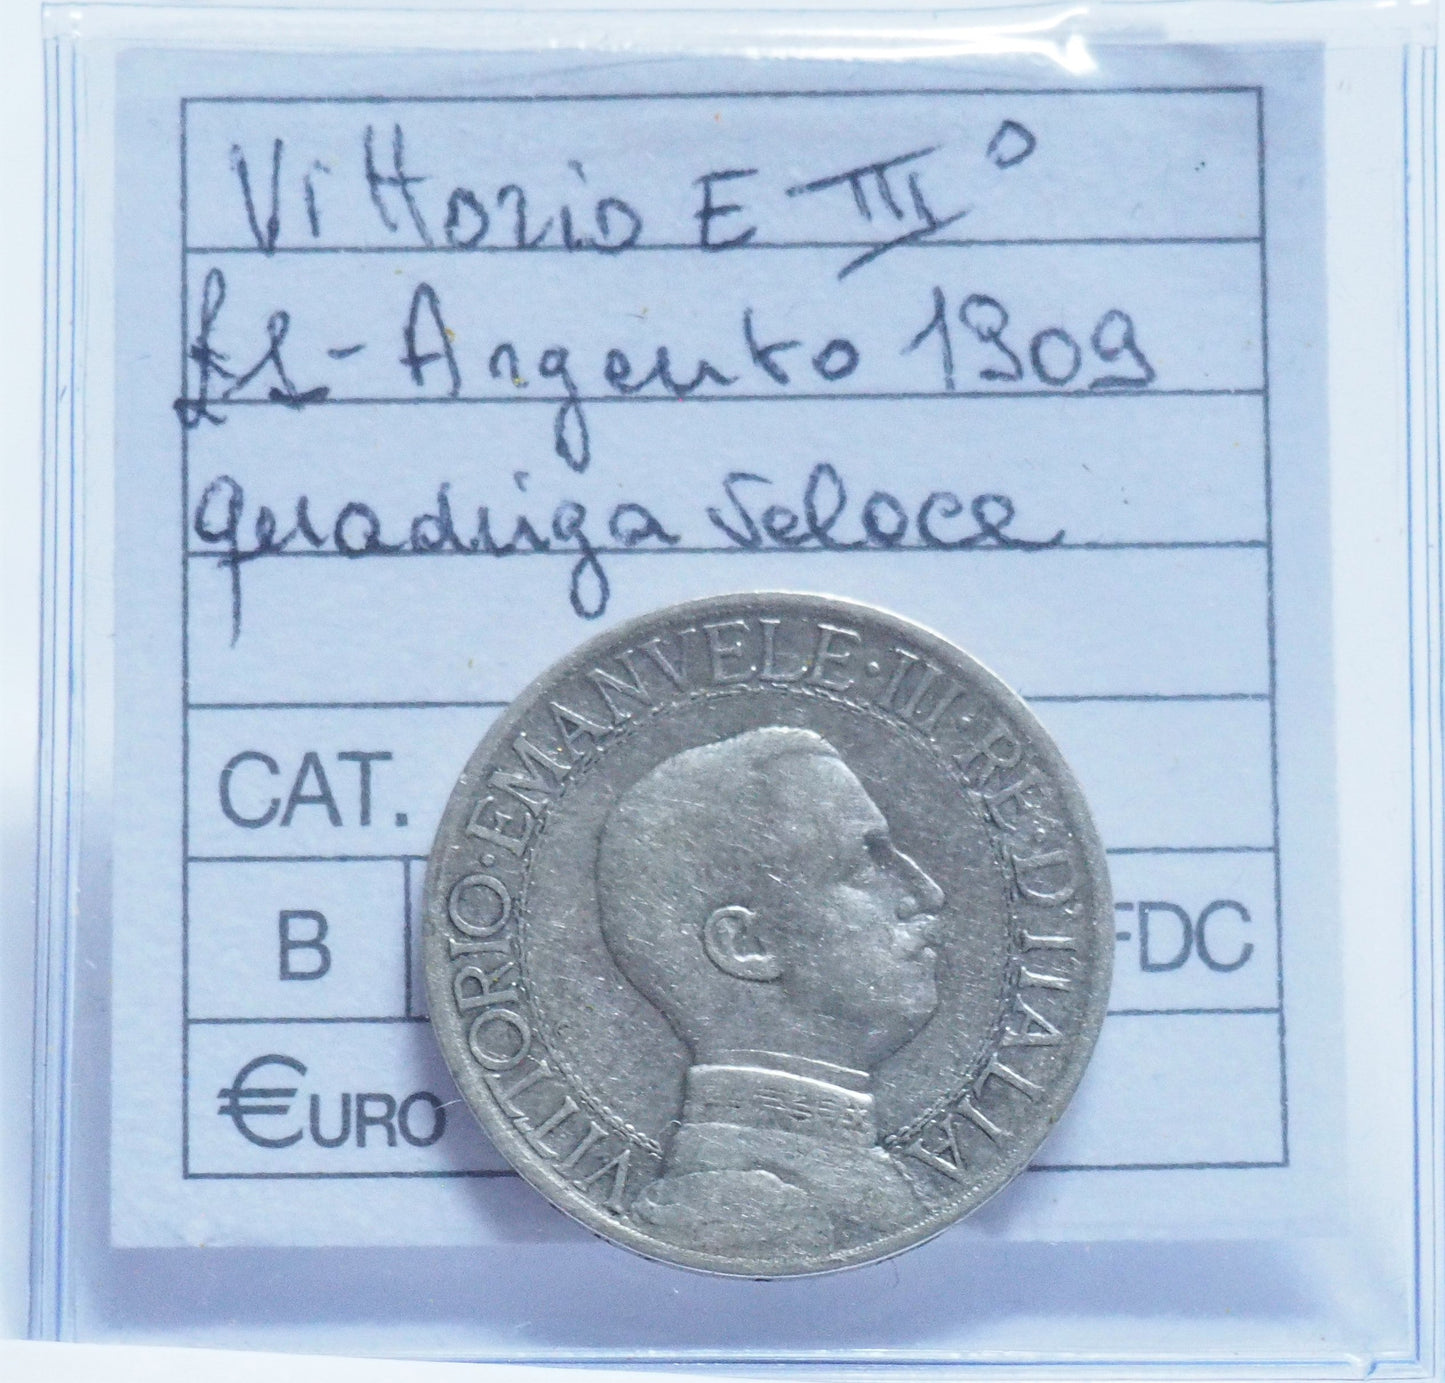 Vittorio E III°
£1 - Argento 1909
quadriga veloce
VITTORIO · EMANVELE · III · RE · D'ITALIA
CAT.
B
FDC
€URO